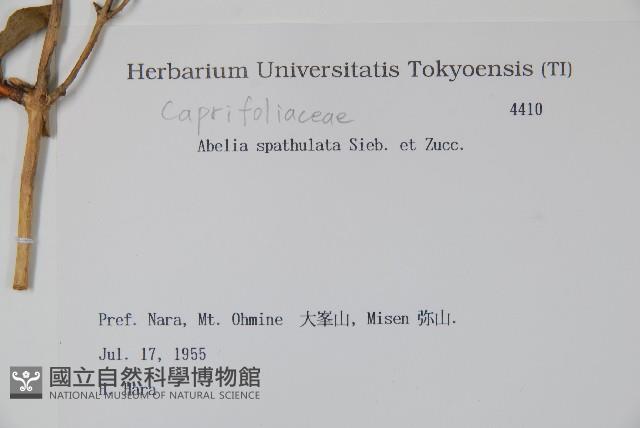 Herbarium Universitatis Tokyoensis (TI)
Caprifoliaceae
4410
Abelia spathulata Sieb. et Zucc.
Pref. Nara, Mt. Ohmine 大峯山, Misen 弥山.
Jul. 17, 1955
H. Hara
國立自然科學博物館
NATIONAL MUSEUM OF NATURAL SCIENCE